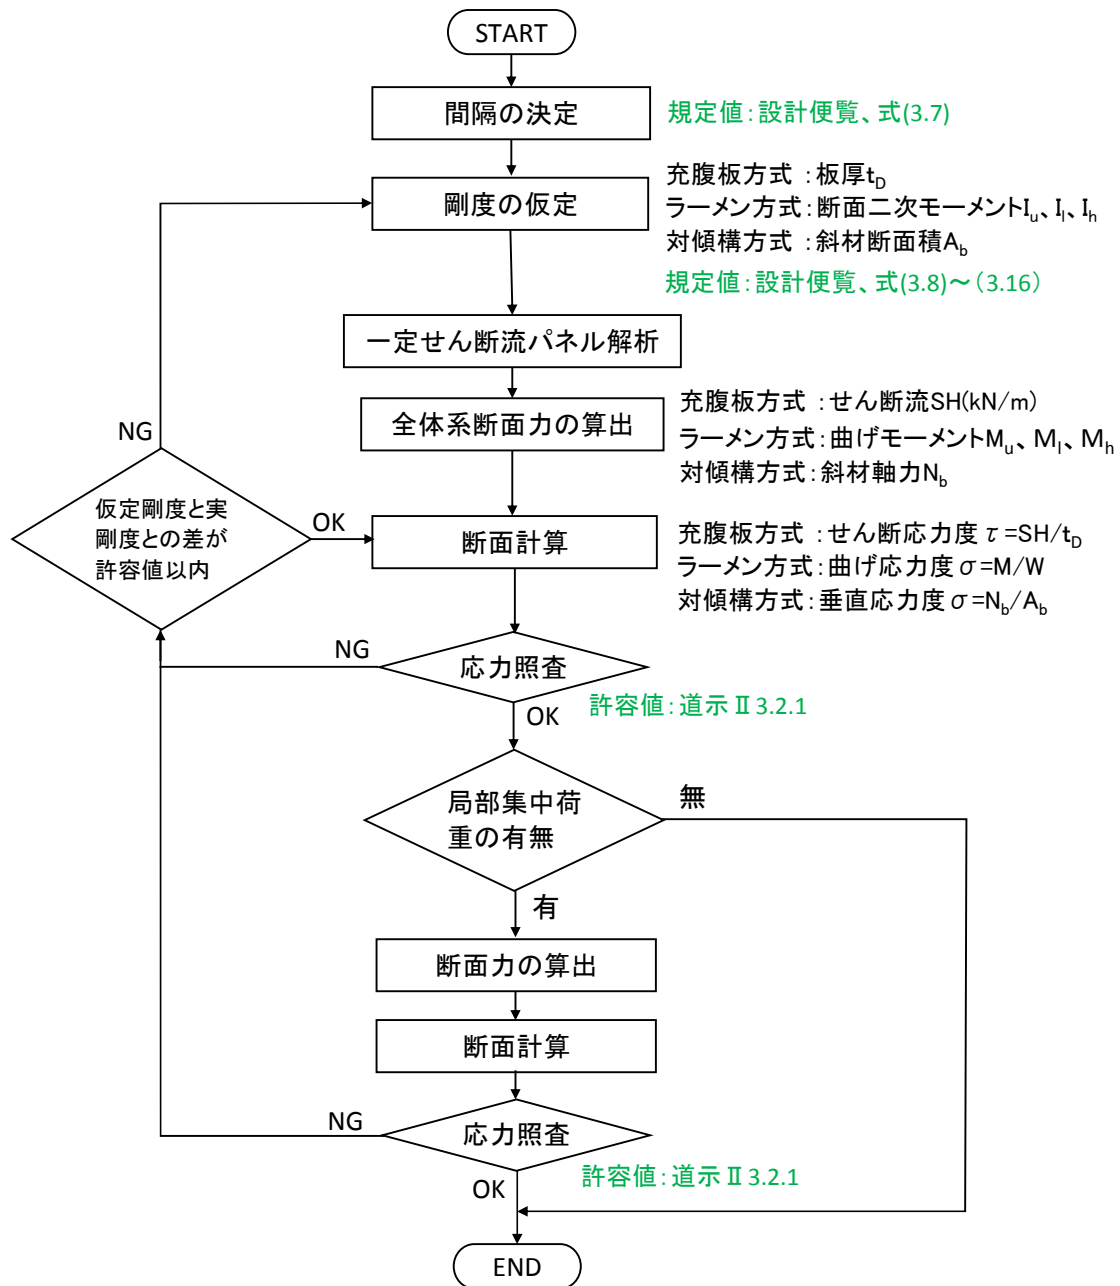 START
間隔の決定
規定値：設計便覧、式(3.7)
剛度の仮定
充腹板方式 ：板厚tD
ラーメン方式：断面二次モーメントIu、Il、Ih
対傾構方式：斜材断面積Ab
規定値：設計便覧、式(3.8)～（3.16）
一定せん断流パネル解析
全体系断面力の算出
充腹板方式 ：せん断流SH(kN/m)
ラーメン方式：曲げモーメントMu、Ml、Mh
対傾構方式：斜材軸力Nb
NG
仮定剛度と実
剛度との差が
許容値以内
OK
断面計算
充腹板方式 ：せん断応力度τ=SH/tD
ラーメン方式：曲げ応力度σ=M/W
対傾構方式：垂直応力度σ=Nb/Ab
NG
応力照査
許容値：道示Ⅱ3.2.1
OK
局部集中荷
重の有無
無
有
断面力の算出
断面計算
NG
応力照査
許容値：道示Ⅱ3.2.1
OK
END